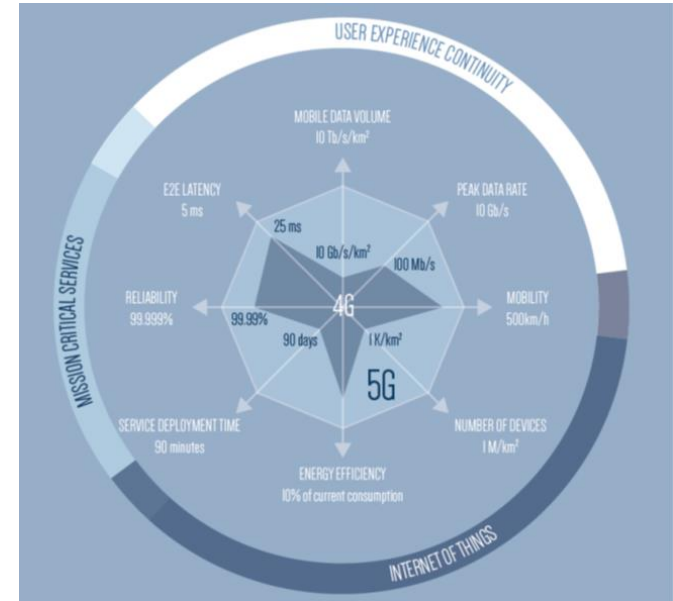 USER EXPERIENCE CONTINUITY
MOBILE DATA VOLUME
10 Tb/s/km²
E2E LATENCY
5 ms
PEAK DATA RATE
10 Gb/s
25 ms
10 Gb/s/km²
100 Mb/s
MISSION CRITICAL SERVICES
RELIABILITY
99.999%
4G
MOBILITY
500km/h
99.99%
90 days
1 K/km²
5G
SERVICE DEPLOYMENT TIME
90 minutes
NUMBER OF DEVICES
1 M/km²
ENERGY EFFICIENCY
10% of current consumption
INTERNET OF THINGS